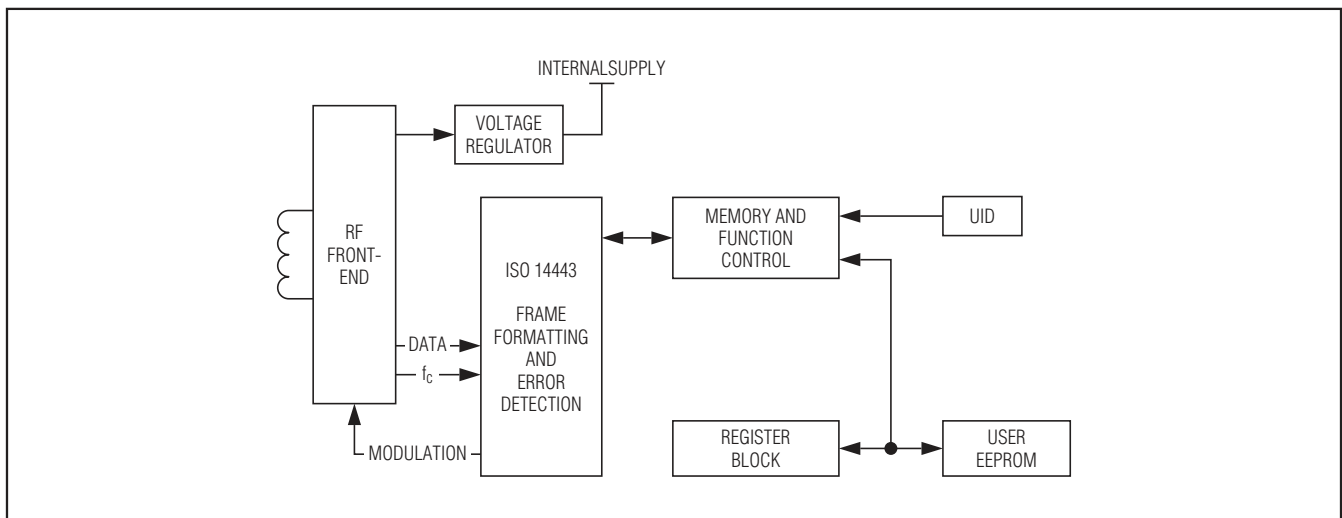 INTERNALSUPPLY
VOLTAGE
REGULATOR
RF
FRONT-
END
ISO 14443
FRAME
FORMATTING
AND
ERROR
DETECTION
MEMORY AND
FUNCTION
CONTROL
UID
DATA
fC
MODULATION
REGISTER
BLOCK
USER
EEPROM